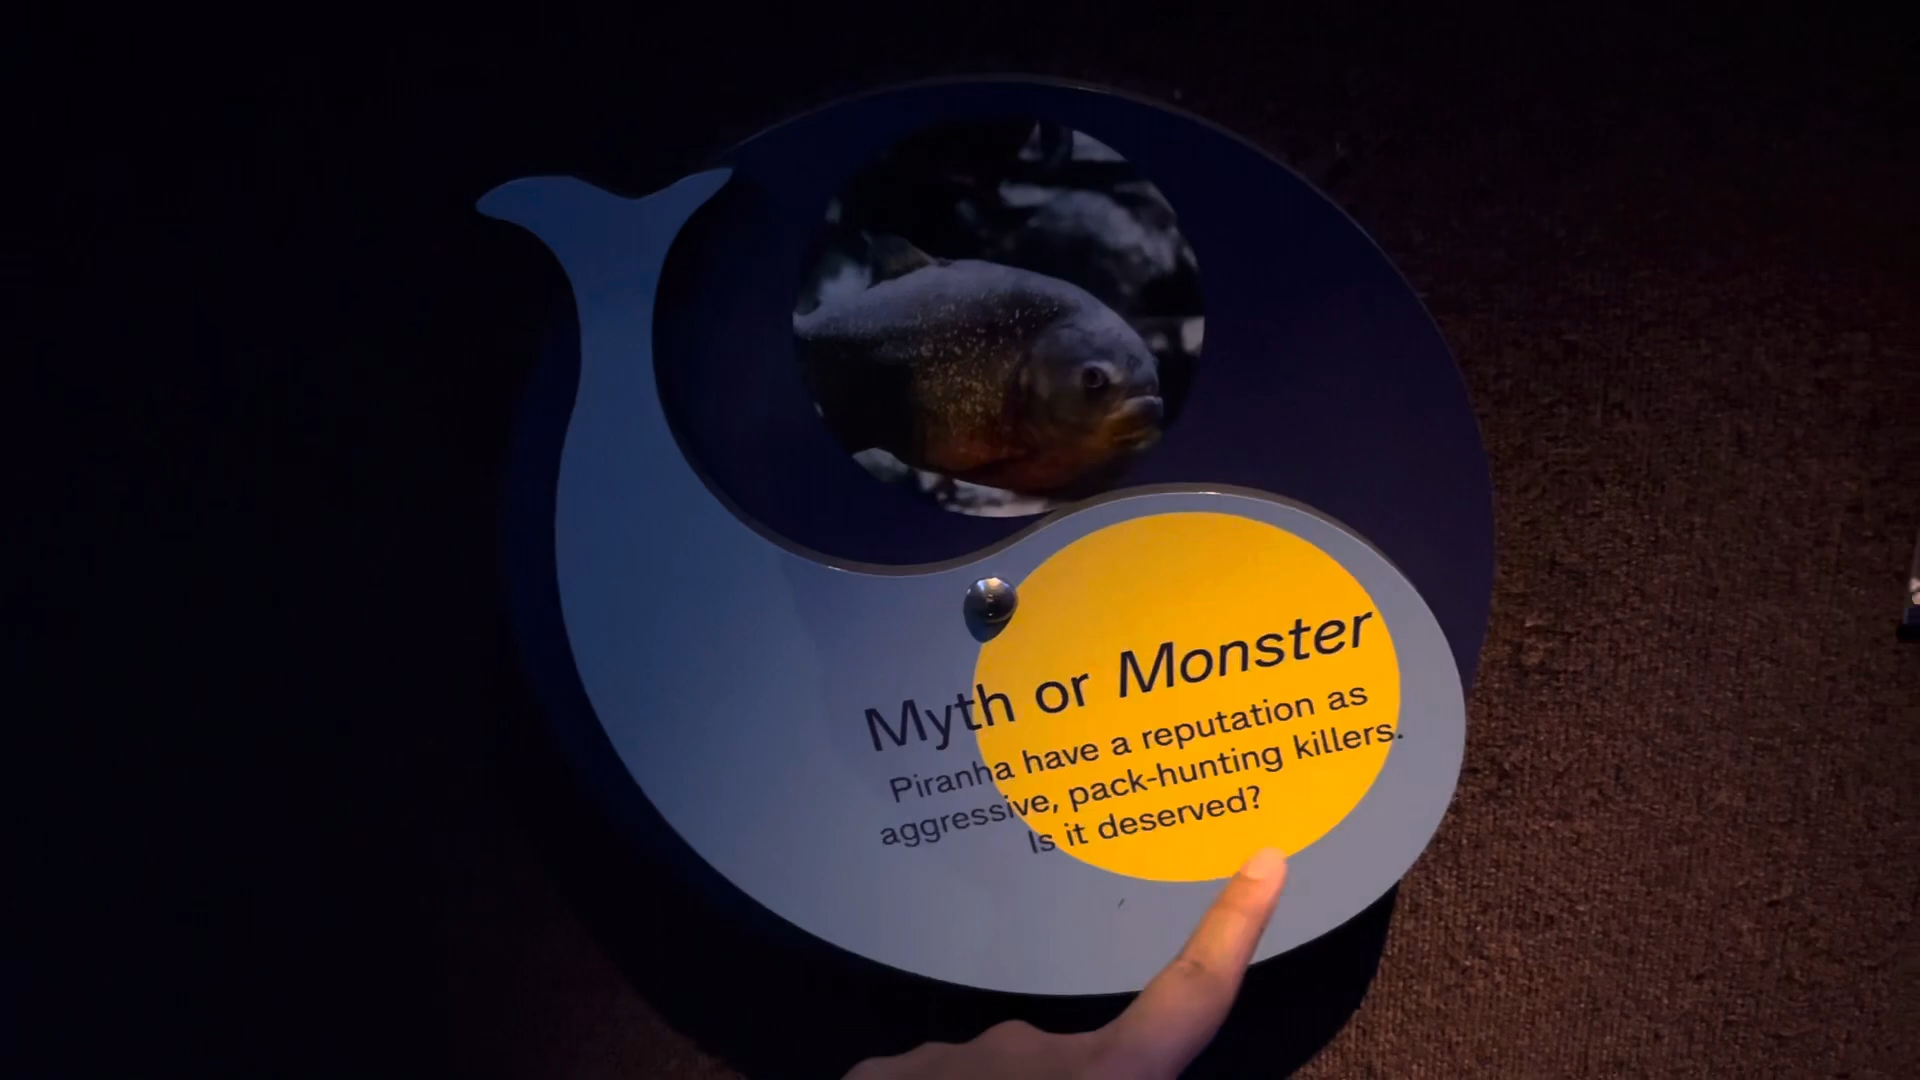 Myth or Monster
Piranha have a reputation as
aggressive, pack-hunting killers.
Is it deserved?